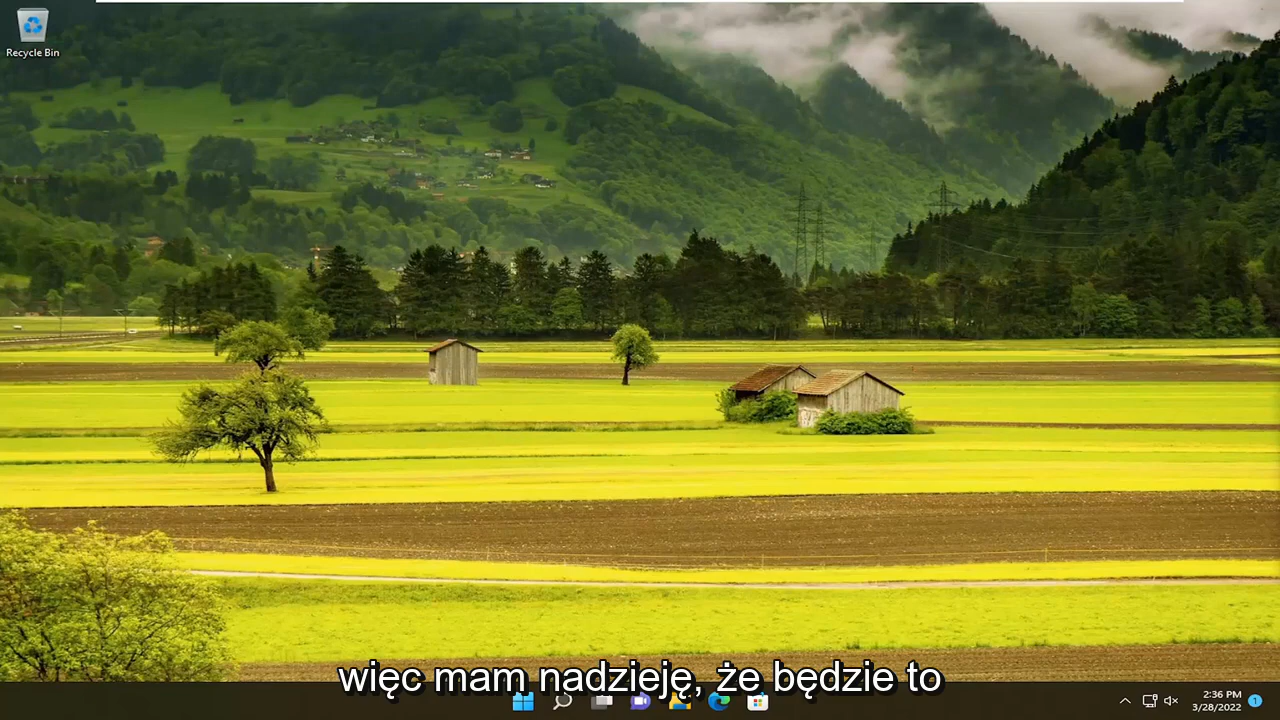 Recycle Bin
więc mam nadzieję, że będzie to
2:36 PM
3/28/2022
1